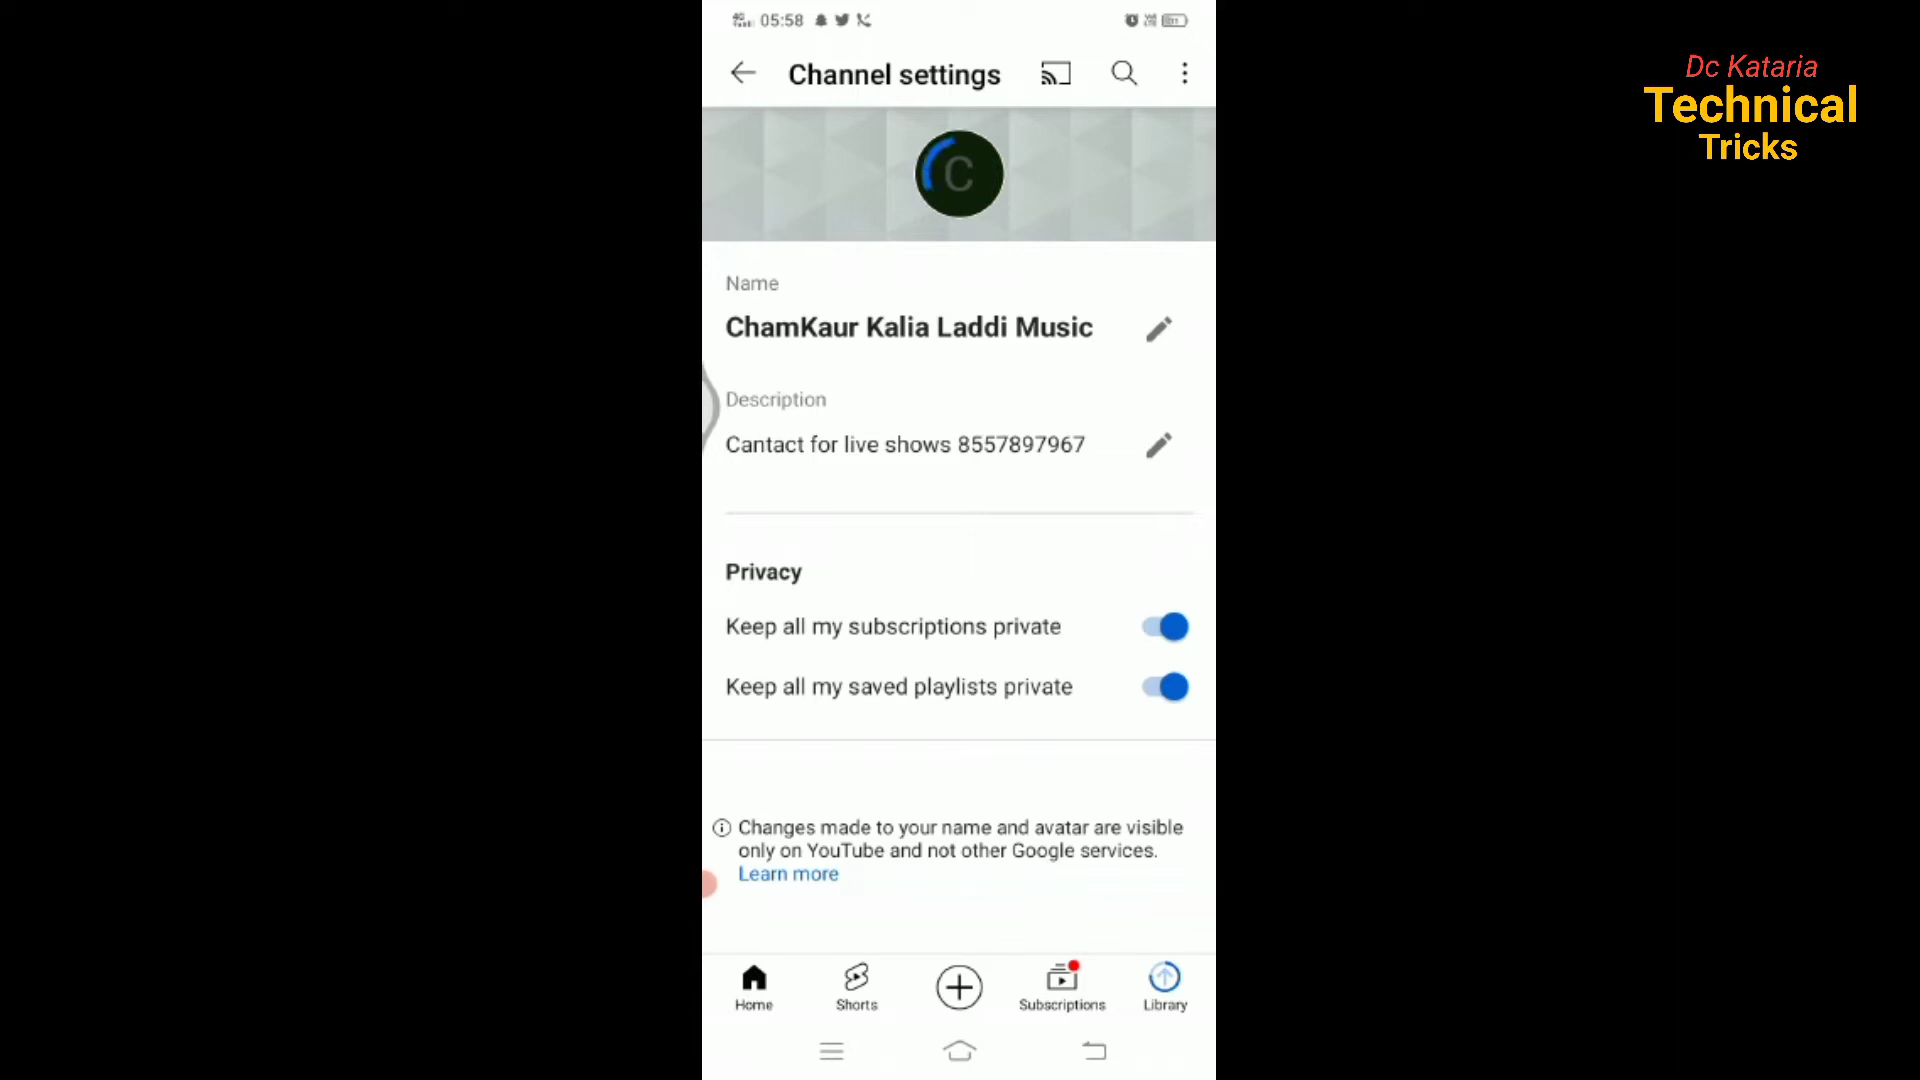 05:58
Channel settings
Dc Kataria
Technical
Tricks
C
Name
ChamKaur Kalia Laddi Music
Description
Cantact for live shows 8557897967
Privacy
Keep all my subscriptions private
Keep all my saved playlists private
Changes made to your name and avatar are visible
only on YouTube and not other Google services.
Learn more
Home
Shorts
Subscriptions
Library